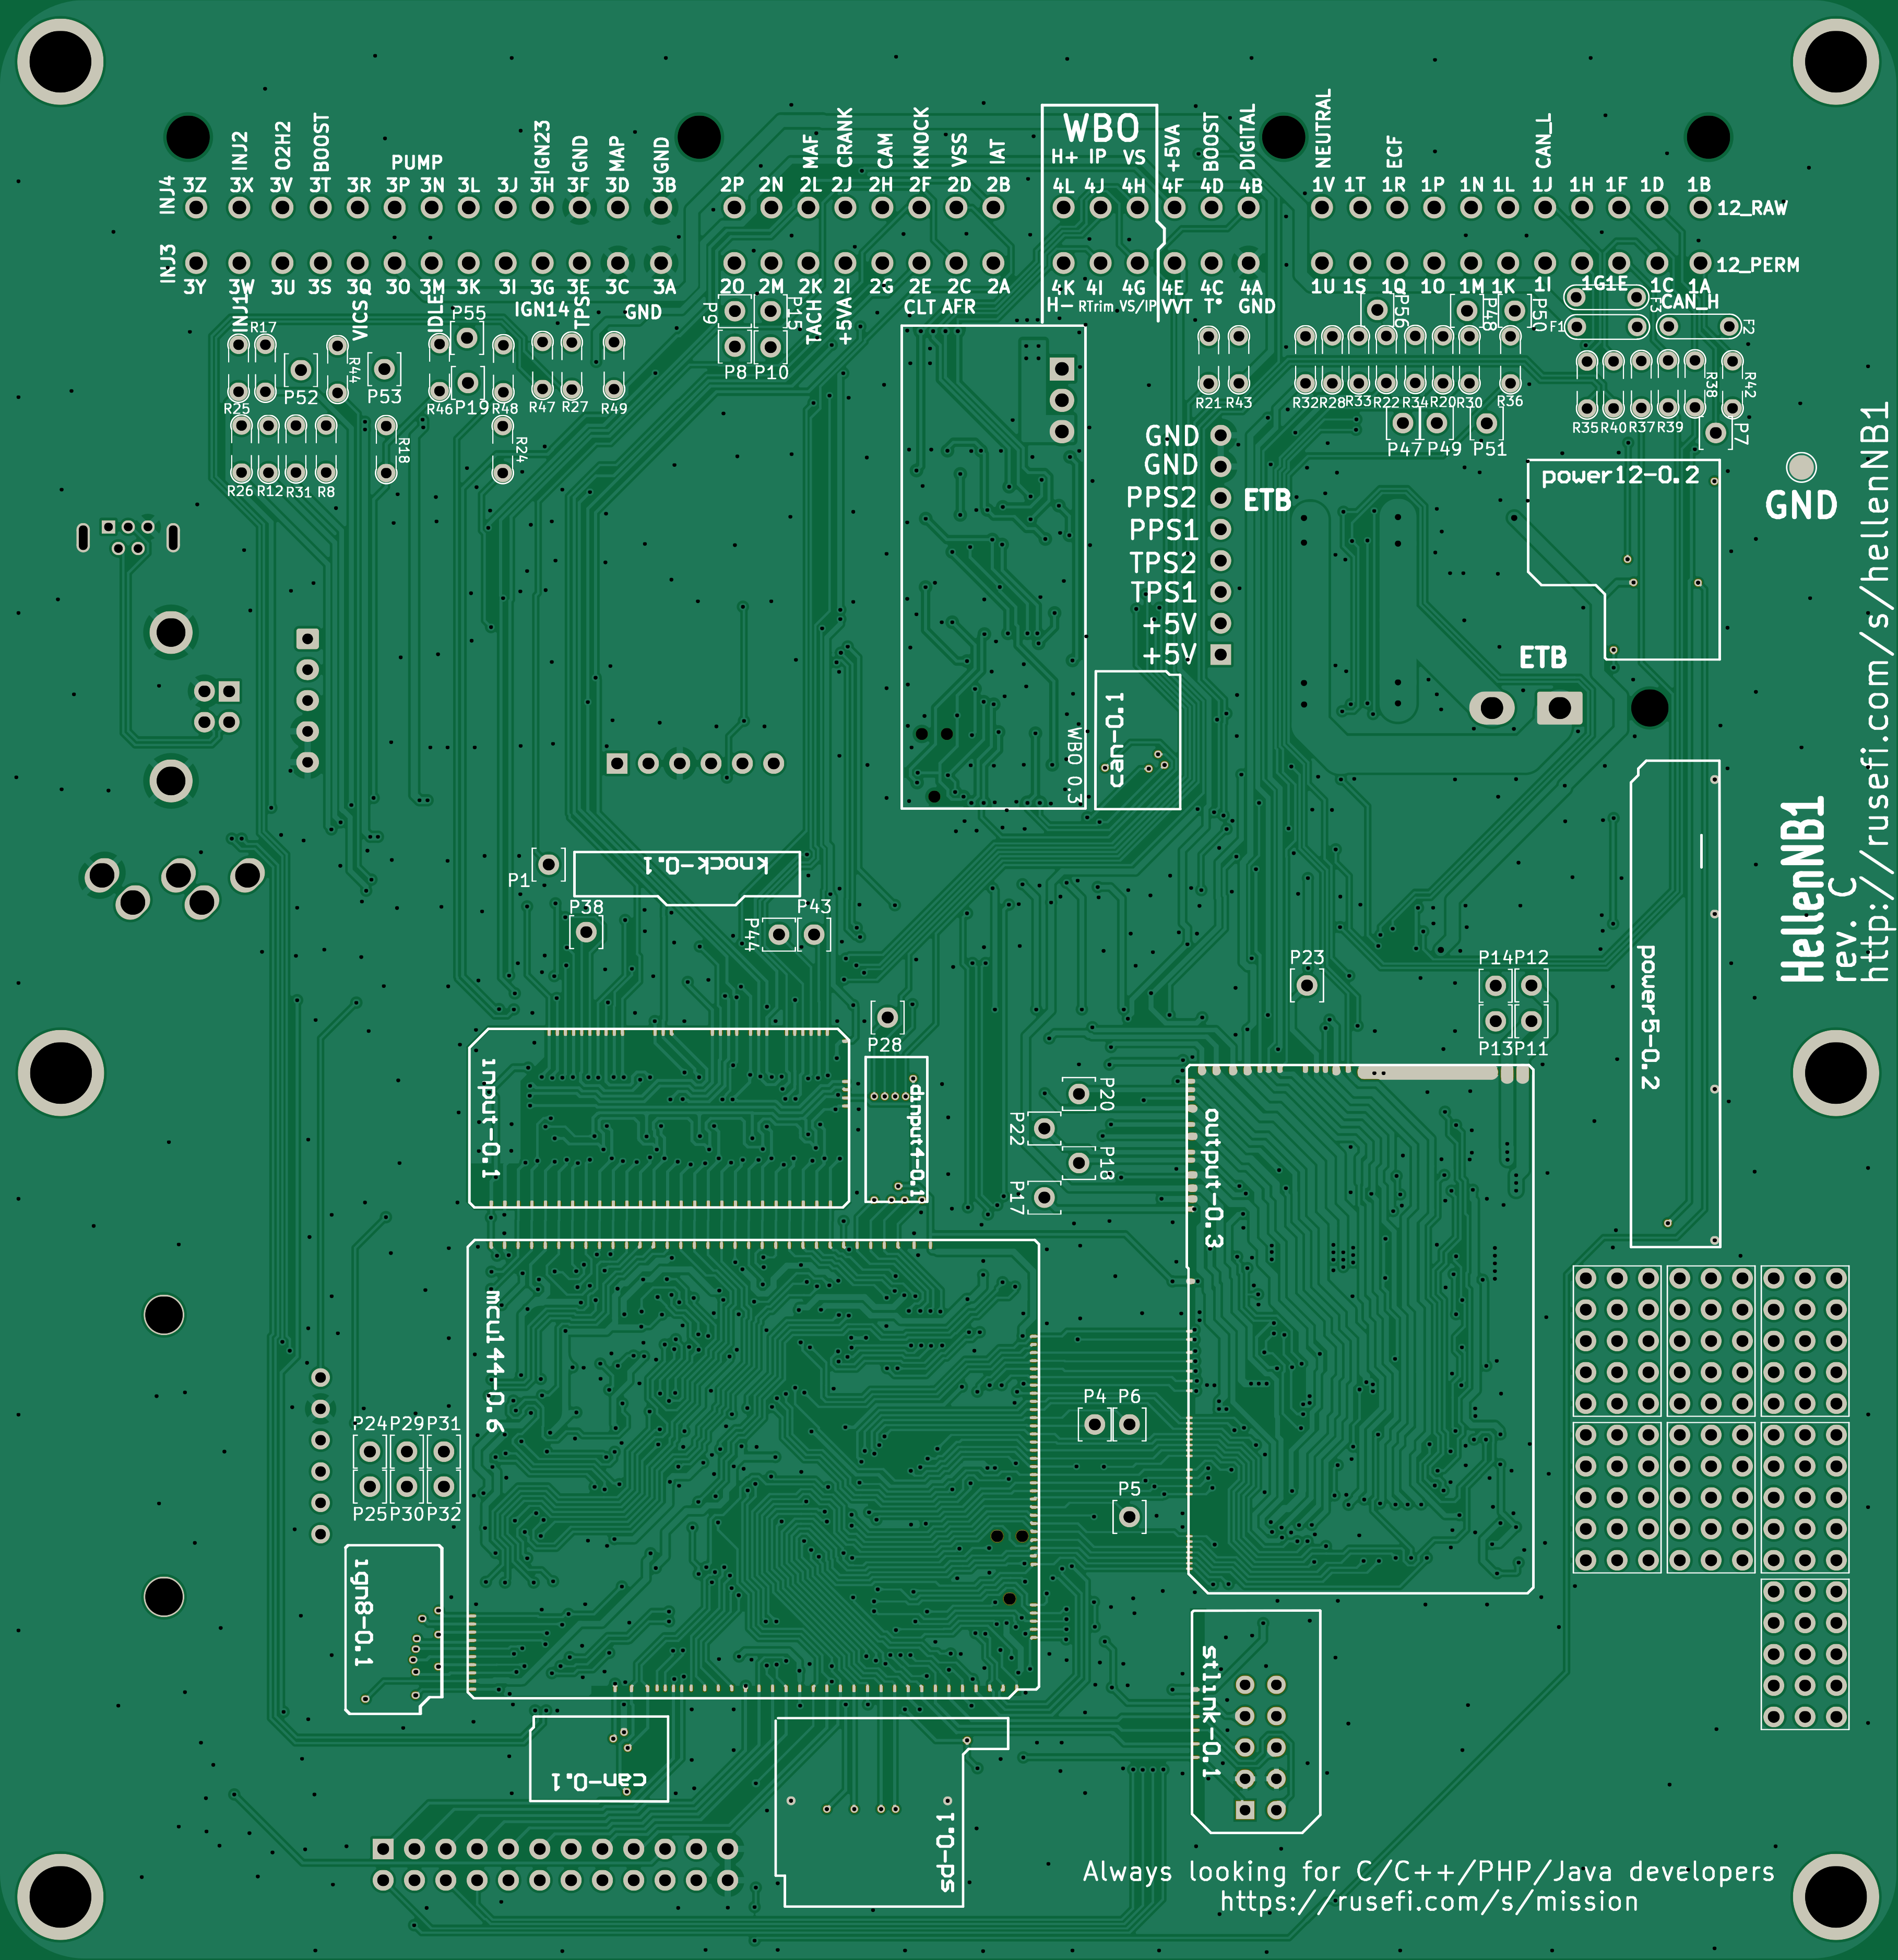 INJ4
INJ2
O2H2
BOOST
PUMP
IGN23
GND
MAP
GND
MAF
CRANK
CAM
KNOCK
VSS
IAT
WBO
H+ IP VS
+5VA
BOOST
DIGITAL
NEUTRAL
ECF
CAN_L
3Z 3X 3V 3T 3R 3P 3N 3L 3J 3H 3F 3D 3B
2P 2N 2L 2J 2H 2F 2D 2B
4L 4J 4H 4F 4D 4B
1V 1T 1R 1P 1N 1L 1J 1H 1F 1D 1B
12_RAW
INJ3
12_PERM
3Y 3W 3U 3S 3Q 3O 3M 3K 3I 3G 3E 3C 3A
2O 2M 2K 2I 2G 2E 2C 2A
4K 4I 4G 4E 4C 4A
1U 1S 1Q 1O 1M 1K 1I 1G1E 1C 1A
INJ1
VICS
IDLE
IGN14
TPS
GND
TACH
+5VA
CLT AFR
H- RTrim VS/IP VVT T° GND
CAN_H
R17
R44
P55
P9
P15
P56
P48
P50
F3
F1
F2
R25
P52
P53
R46
P19
R48
R47
R27
R49
P8 P10
R21 R43
R32 R28 R33 R22 R34 R20 R30 R36
R38
R42
R35 R40 R37 R39
P47 P49 P51
P7
R26 R12 R31 R8
R18
R24
GND
GND
PPS2
PPS1
TPS2
TPS1
+5V
+5V
ETB
power12-0.2
GND
ETB
WBO 0.3
can-0.1
knock-0.1
P1
P38
P44
P43
P28
P23
P14 P12
P13 P11
power5-0.2
HellenNB1
rev. C
http://rusefi.com/s/hellenNB1
input-0.1
dinput4-0.1
P20
P22
P18
P17
output-0.3
mcu144-0.6
P4 P6
P5
P24 P29 P31
P25 P30 P32
ign8-0.1
can-0.1
stlink-0.1
ps-0.1
Always looking for C/C++/PHP/Java developers
https://rusefi.com/s/mission